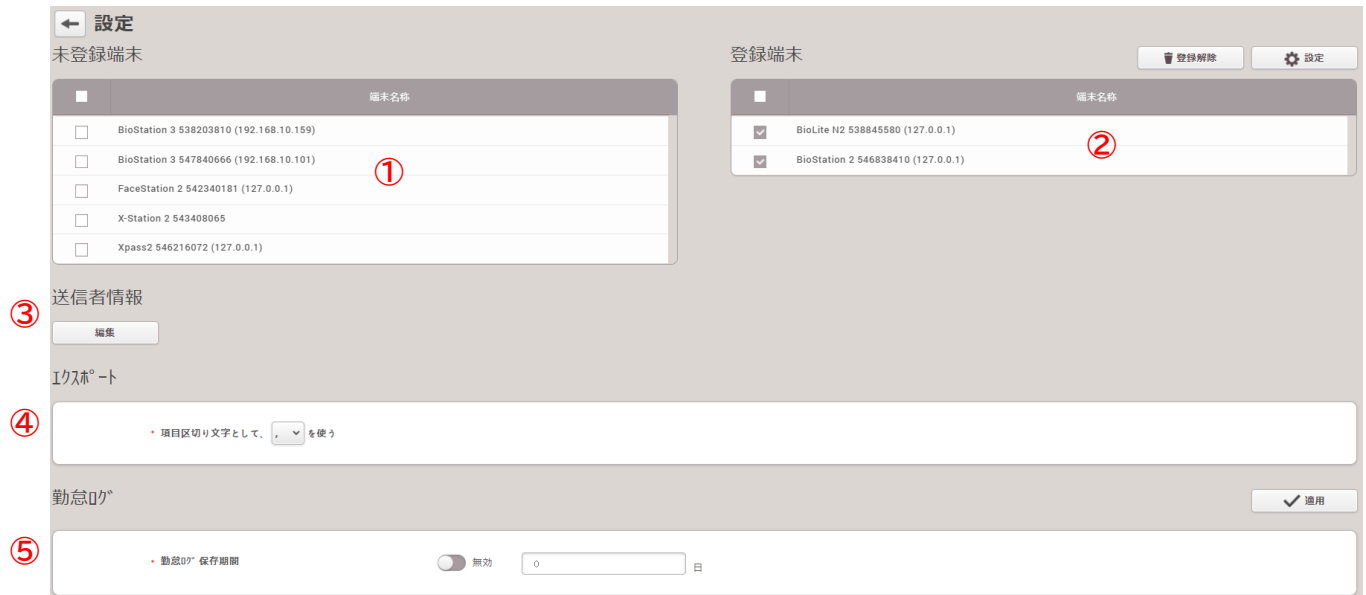 設定
未登録端末
登録端末
登録解除
設定
端末名称
端末名称
BioStation 3 538203810 (192.168.10.159)
BioStation 3 547840666 (192.168.10.101)
FaceStation 2 542340181 (127.0.0.1)
X-Station 2 543408065
Xpass2 546216072 (127.0.0.1)
①
BioLite N2 538845580 (127.0.0.1)
BioStation 2 546838410 (127.0.0.1)
②
送信者情報
③
編集
ｴｸｽﾎﾟｰﾄ
④
• 項目区切り文字として、 , を使う
勤怠ﾛｸﾞ
適用
⑤
• 勤怠ﾛｸﾞ 保存期間 無効 0 日